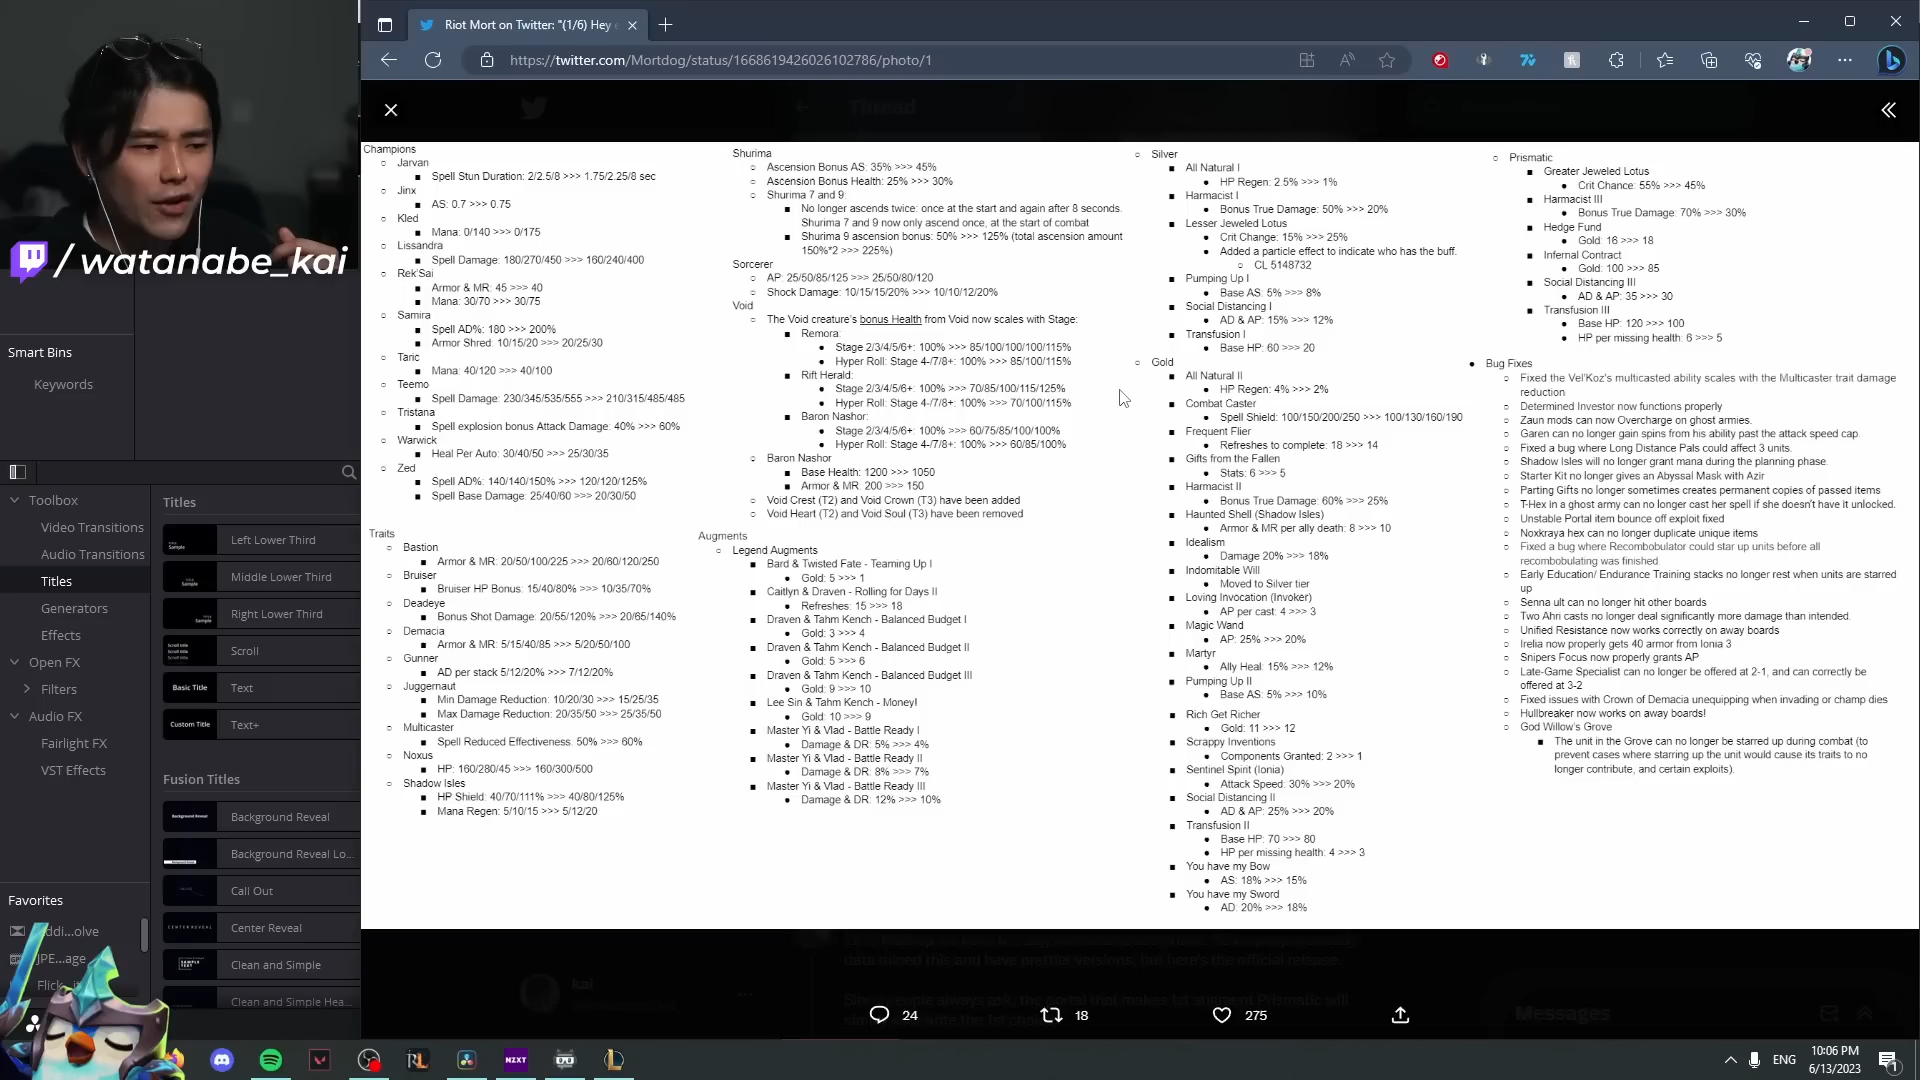 / watanabe_kai
Smart Bins
Keywords
Toolbox
Video Transitions
Audio Transitions
Titles
Generators
Effects
Open FX
Filters
Audio FX
Fairlight FX
VST Effects
Favorites
Titles
Left Lower Third
Middle Lower Third
Right Lower Third
Scroll
Basic Title
Text
Custom Title
Text+
Fusion Titles
Background Reveal
Background Reveal Lo...
Call Out
Center Reveal
Clean and Simple
Clean and Simple Hea...
Riot Mort on Twitter: "(1/6) Hey
https://twitter.com/Mortdog/status/1668619426026102786/photo/1
Thread
Champions
Jarvan
Spell Stun Duration: 2/2.5/8 >>> 1.75/2.25/8 sec
Jinx
AS: 0.7 >>> 0.75
Kled
Mana: 0/140 >>> 0/175
Lissandra
Spell Damage: 180/270/450 >>> 160/240/400
Rek'Sai
Armor & MR: 45 >>> 40
Mana: 30/70 >>> 30/75
Samira
Spell AD%: 180 >>> 200%
Armor Shred: 10/15/20 >>> 20/25/30
Taric
Mana: 40/120 >>> 40/100
Teemo
Spell Damage: 230/345/535/555 >>> 210/315/485/485
Tristana
Spell explosion bonus Attack Damage: 40% >>> 60%
Warwick
Heal Per Auto: 30/40/50 >>> 25/30/35
Zed
Spell AD%: 140/140/150% >>> 120/120/125%
Spell Base Damage: 25/40/60 >>> 20/30/50
Traits
Bastion
Armor & MR: 20/50/100/225 >>> 20/60/120/250
Bruiser
Bruiser HP Bonus: 15/40/80% >>> 10/35/70%
Deadeye
Bonus Shot Damage: 20/55/120% >>> 20/65/140%
Demacia
Armor & MR: 5/15/40/85 >>> 5/20/50/100
Gunner
AD per stack 5/12/20% >>> 7/12/20%
Juggernaut
Min Damage Reduction: 10/20/30 >>> 15/25/35
Max Damage Reduction: 20/35/50 >>> 25/35/50
Multicaster
Spell Reduced Effectiveness: 50% >>> 60%
Noxus
HP: 160/280/45 >>> 160/300/500
Shadow Isles
HP Shield: 40/70/111% >>> 40/80/125%
Mana Regen: 5/10/15 >>> 5/12/20
Shurima
Ascension Bonus AS: 35% >>> 45%
Ascension Bonus Health: 25% >>> 30%
Shurima 7 and 9:
No longer ascends twice: once at the start and again after 8 seconds.
Shurima 7 and 9 now only ascend once, at the start of combat
Shurima 9 ascension bonus: 50% >>> 125% (total ascension amount
150%*2 >>> 225%)
Sorcerer
AP: 25/50/85/125 >>> 25/50/80/120
Shock Damage: 10/15/15/20% >>> 10/10/12/20%
Void
The Void creature's bonus Health from Void now scales with Stage:
Remora:
Stage 2/3/4/5/6+: 100% >>> 85/100/100/100/115%
Hyper Roll: Stage 4-/7/8+: 100% >>> 85/100/115%
Rift Herald:
Stage 2/3/4/5/6+: 100% >>> 70/85/100/115/125%
Hyper Roll: Stage 4-/7/8+: 100% >>> 70/100/115%
Baron Nashor:
Stage 2/3/4/5/6+: 100% >>> 60/75/85/100/100%
Hyper Roll: Stage 4-/7/8+: 100% >>> 60/85/100%
Baron Nashor
Base Health: 1200 >>> 1050
Armor & MR: 200 >>> 150
Void Crest (T2) and Void Crown (T3) have been added
Void Heart (T2) and Void Soul (T3) have been removed
Augments
Legend Augments
Bard & Twisted Fate - Teaming Up I
Gold: 5 >>> 1
Caitlyn & Draven - Rolling for Days II
Refreshes: 15 >>> 18
Draven & Tahm Kench - Balanced Budget I
Gold: 3 >>> 4
Draven & Tahm Kench - Balanced Budget II
Gold: 5 >>> 6
Draven & Tahm Kench - Balanced Budget III
Gold: 9 >>> 10
Lee Sin & Tahm Kench - Money!
Gold: 10 >>> 9
Master Yi & Vlad - Battle Ready I
Damage & DR: 5% >>> 4%
Master Yi & Vlad - Battle Ready II
Damage & DR: 8% >>> 7%
Master Yi & Vlad - Battle Ready III
Damage & DR: 12% >>> 10%
Silver
All Natural I
HP Regen: 2.5% >>> 1%
Harmacist I
Bonus True Damage: 50% >>> 20%
Lesser Jeweled Lotus
Crit Change: 15% >>> 25%
Added a particle effect to indicate who has the buff.
CL 5148732
Pumping Up I
Base AS: 5% >>> 8%
Social Distancing I
AD & AP: 15% >>> 12%
Transfusion I
Base HP: 60 >>> 20
Gold
All Natural II
HP Regen: 4% >>> 2%
Combat Caster
Spell Shield: 100/150/200/250 >>> 100/130/160/190
Frequent Flier
Refreshes to complete: 18 >>> 14
Gifts from the Fallen
Stats: 6 >>> 5
Harmacist II
Bonus True Damage: 60% >>> 25%
Haunted Shell (Shadow Isles)
Armor & MR per ally death: 8 >>> 10
Idealism
Damage 20% >>> 18%
Indomitable Will
Moved to Silver tier
Loving Invocation (Invoker)
AP per cast: 4 >>> 3
Magic Wand
AP: 25% >>> 20%
Martyr
Ally Heal: 15% >>> 12%
Pumping Up II
Base AS: 5% >>> 10%
Rich Get Richer
Gold: 11 >>> 12
Scrappy Inventions
Components Granted: 2 >>> 1
Sentinel Spirit (Ionia)
Attack Speed: 30% >>> 20%
Social Distancing II
AD & AP: 25% >>> 20%
Transfusion II
Base HP: 70 >>> 80
HP per missing health: 4 >>> 3
You have my Bow
AS: 18% >>> 15%
You have my Sword
AD: 20% >>> 18%
Prismatic
Greater Jeweled Lotus
Crit Chance: 55% >>> 45%
Harmacist III
Bonus True Damage: 70% >>> 30%
Hedge Fund
Gold: 16 >>> 18
Infernal Contract
Gold: 100 >>> 85
Social Distancing III
AD & AP: 35 >>> 30
Transfusion III
Base HP: 120 >>> 100
HP per missing health: 6 >>> 5
Bug Fixes
Fixed the Vel'Koz's multicasted ability scales with the Multicaster trait damage
reduction
Determined Investor now functions properly
Zaun mods can now Overcharge on ghost armies.
Garen can no longer gain spins from his ability past the attack speed cap.
Fixed a bug where Long Distance Pals could affect 3 units.
Shadow Isles will no longer grant mana during the planning phase.
Starter Kit no longer gives an Abyssal Mask with Azir
Parting Gifts no longer sometimes creates permanent copies of passed items
T-Hex in a ghost army can no longer cast her spell if she doesn't have it unlocked.
Unstable Portal item bounce off exploit fixed
Noxkraya hex can no longer duplicate unique items
Fixed a bug where Recombobulator could star up units before all
recombobulating was finished
Early Education/ Endurance Training stacks no longer rest when units are starred
up
Senna ult can no longer hit other boards
Two Ahri casts no longer deal significantly more damage than intended.
Unified Resistance now works correctly on away boards
Irelia now properly gets 40 armor from Ionia 3
Snipers Focus now properly grants AP
Late-Game Specialist can no longer be offered at 2-1, and can correctly be
offered at 3-2
Fixed issues with Crown of Demacia unequipping when invading or champ dies
Hullbreaker now works on away boards!
God Willow's Grove
The unit in the Grove can no longer be starred up during combat (to
prevent cases where starring up the unit would cause its traits to no
longer contribute, and certain exploits).
kai
24
18
275
Messages
NZXT
ENG
10:06 PM
6/13/2023